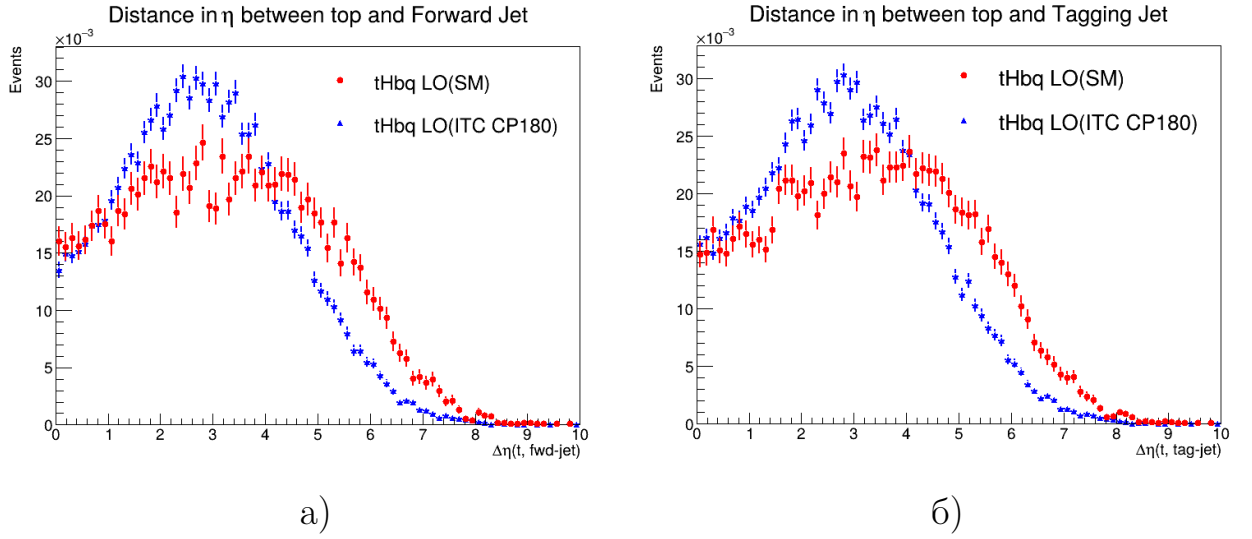 Distance in η between top and Forward Jet
×10⁻³
Events
30
25
20
15
10
5
0
tHbq LO(SM)
tHbq LO(ITC CP180)
0 1 2 3 4 5 6 7 8 9 10
Δη(t, fwd-jet)
а)
Distance in η between top and Tagging Jet
×10⁻³
Events
30
25
20
15
10
5
0
tHbq LO(SM)
tHbq LO(ITC CP180)
0 1 2 3 4 5 6 7 8 9 10
Δη(t, tag-jet)
б)